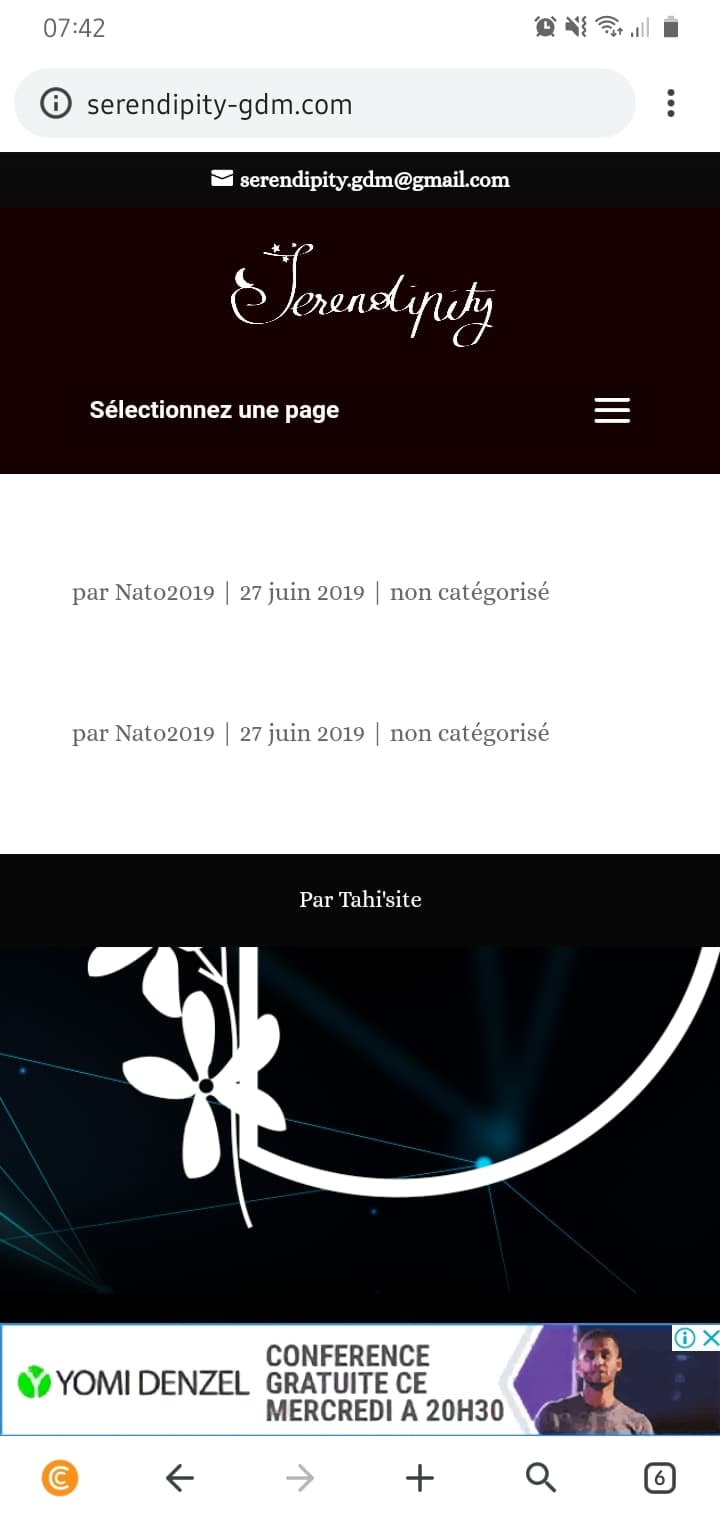 07:42
serendipity-gdm.com
serendipity.gdm@gmail.com
Serendipity
Sélectionnez une page
par Nato2019 | 27 juin 2019 | non catégorisé
par Nato2019 | 27 juin 2019 | non catégorisé
Par Tahi'site
YOMI DENZEL
CONFERENCE
GRATUITE CE
MERCREDI A 20H30
6